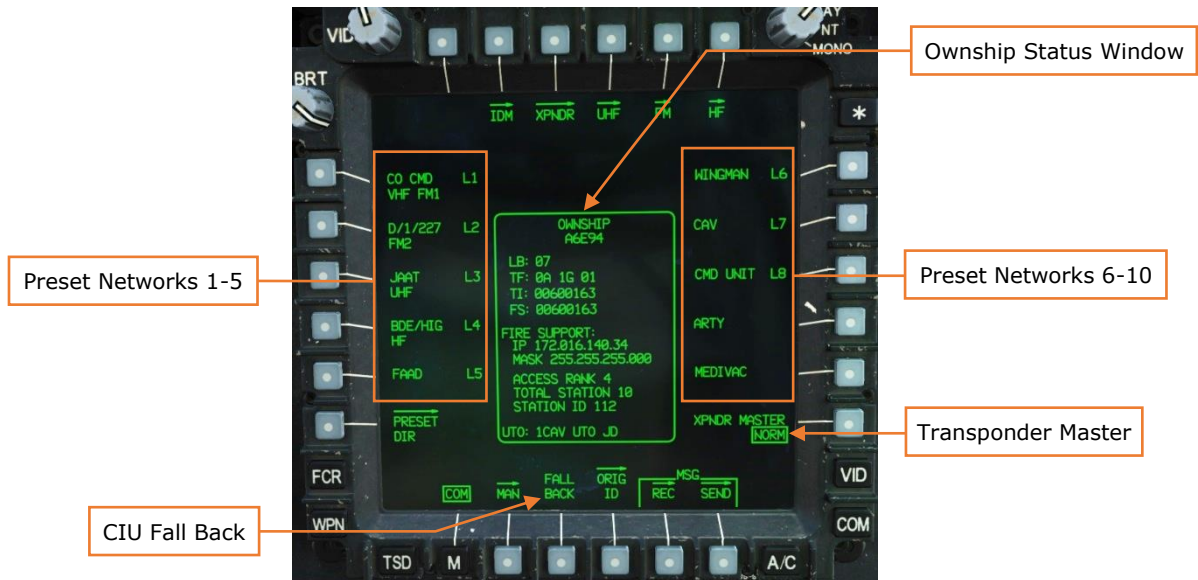 Ownship Status Window
VID
AY
NT
MONO
BRT
IDM XPNDR UHF FM HF
*
CO CMD L1
VHF FM1
D/1/227 L2
FM2
JAAT L3
UHF
BDE/HIG L4
HF
FAAD L5
Preset Networks 1-5
OWNSHIP
A6E94
LB: 07
TF: 0A 1G 01
TI: 00600163
FS: 00600163
FIRE SUPPORT:
IP 172.016.140.34
MASK 255.255.255.000
ACCESS RANK 4
TOTAL STATION 10
STATION ID 112
UTO: 1CAV UTO JD
WINGMAN L6
CAV L7
CMD UNIT L8
ARTY
MEDIVAC
Preset Networks 6-10
PRESET
DIR
XPNDR MASTER
NORM
Transponder Master
FCR
VID
COM MAN FALL
BACK
ORIG
ID
MSG
REC SEND
WPN
COM
CIU Fall Back
TSD M A/C